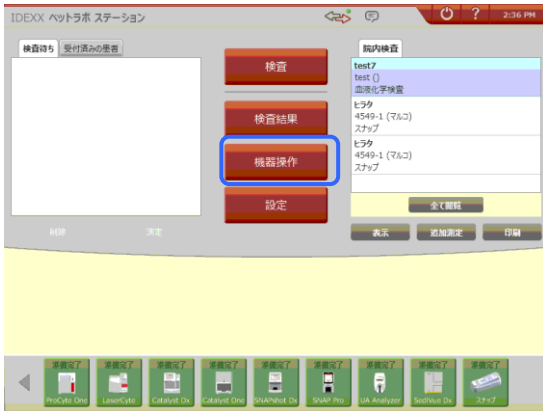 IDEXX ベットラボ ステーション
2:36 PM
検査待ち 受付済みの患者
院内検査
検査
検査結果
機器操作
設定
test7
test ()
血液化学検査
ヒラタ
4549-1 (マルコ)
スナップ
ヒラタ
4549-1 (マルコ)
スナップ
全て閲覧
削除 測定
表示 追加測定 印刷
準備完了 準備完了 準備完了 準備完了 準備完了 準備完了 準備完了 準備完了 準備完了
ProCyte One LaserCyte Catalyst Dx Catalyst One SNAPshot Dx SNAP Pro UA Analyzer SediVue Dx スナップ